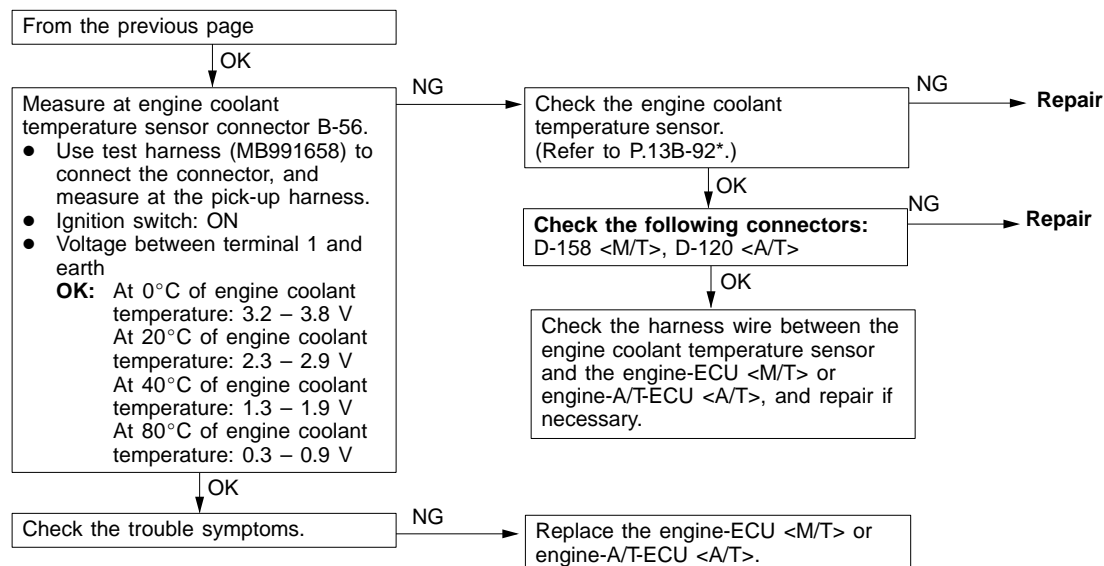 From the previous page
OK
Measure at engine coolant
temperature sensor connector B-56.
● Use test harness (MB991658) to
connect the connector, and
measure at the pick-up harness.
● Ignition switch: ON
● Voltage between terminal 1 and
earth
OK: At 0°C of engine coolant
temperature: 3.2 – 3.8 V
At 20°C of engine coolant
temperature: 2.3 – 2.9 V
At 40°C of engine coolant
temperature: 1.3 – 1.9 V
At 80°C of engine coolant
temperature: 0.3 – 0.9 V
NG
Check the engine coolant
temperature sensor.
(Refer to P.13B-92*.)
NG
Repair
OK
Check the following connectors:
D-158 <M/T>, D-120 <A/T>
NG
Repair
OK
Check the harness wire between the
engine coolant temperature sensor
and the engine-ECU <M/T> or
engine-A/T-ECU <A/T>, and repair if
necessary.
OK
Check the trouble symptoms.
NG
Replace the engine-ECU <M/T> or
engine-A/T-ECU <A/T>.